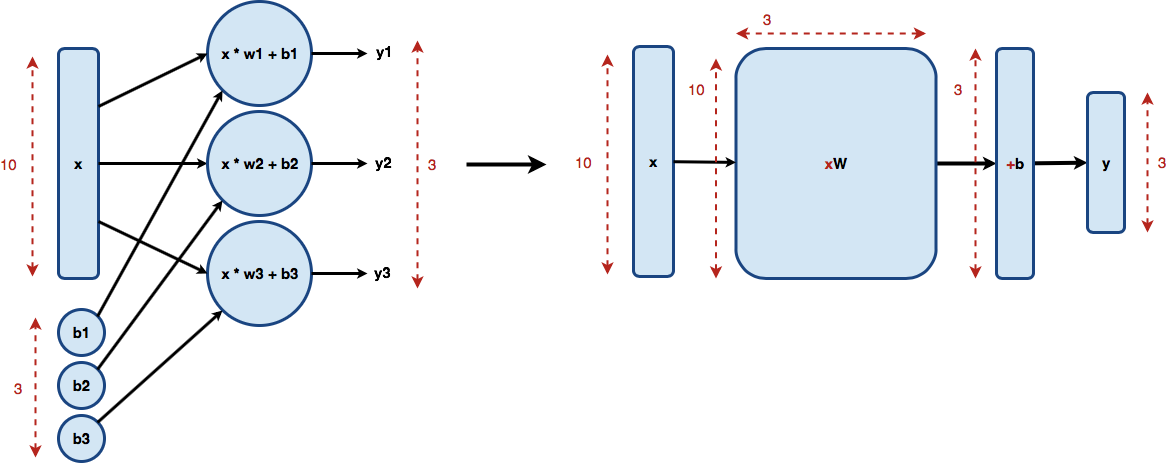 x * w1 + b1
y1
10
x
x * w2 + b2
y2
3
x * w3 + b3
y3
b1
3
b2
b3
3
10
3
10
x
xW
+b
y
3